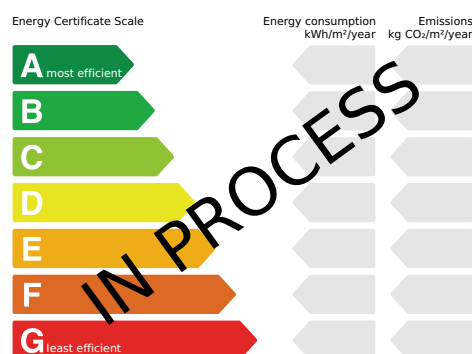 Energy Certificate Scale
Energy consumption
kWh/m²/year
Emissions
kg CO₂/m²/year
A most efficient
B
C
D
E
F
G least efficient
IN PROCESS